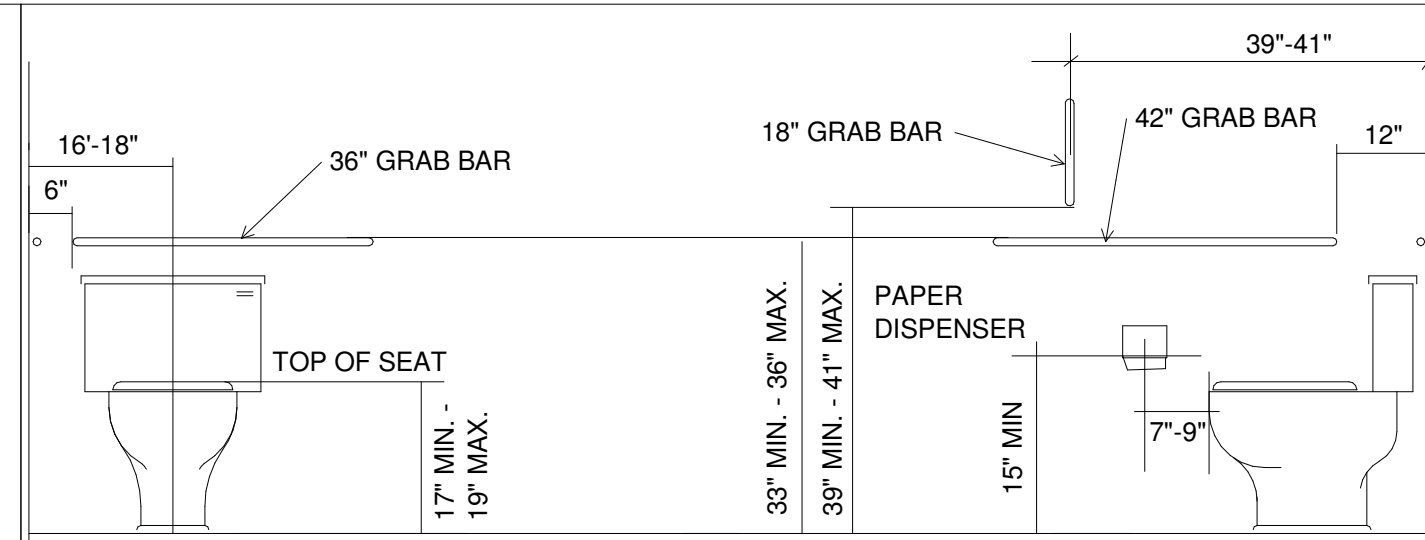 39"-41"
18" GRAB BAR
42" GRAB BAR
12"
16'-18"
36" GRAB BAR
6"
PAPER
DISPENSER
TOP OF SEAT
17" MIN. -
19" MAX.
33" MIN. - 36" MAX.
39" MIN. - 41" MAX.
15" MIN
7"-9"